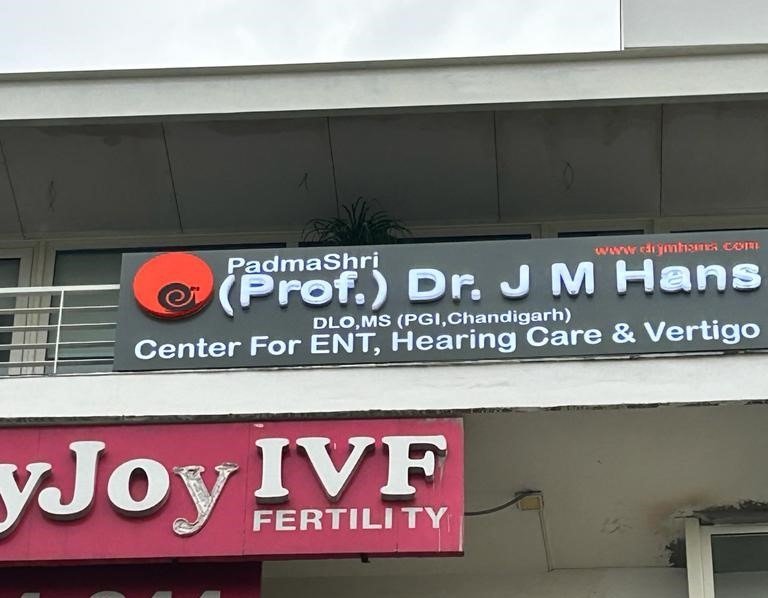 www.drjmhans.com
PadmaShri
(Prof.) Dr. J M Hans
DLO,MS (PGI,Chandigarh)
Center For ENT, Hearing Care & Vertigo
yJoy IVF
FERTILITY